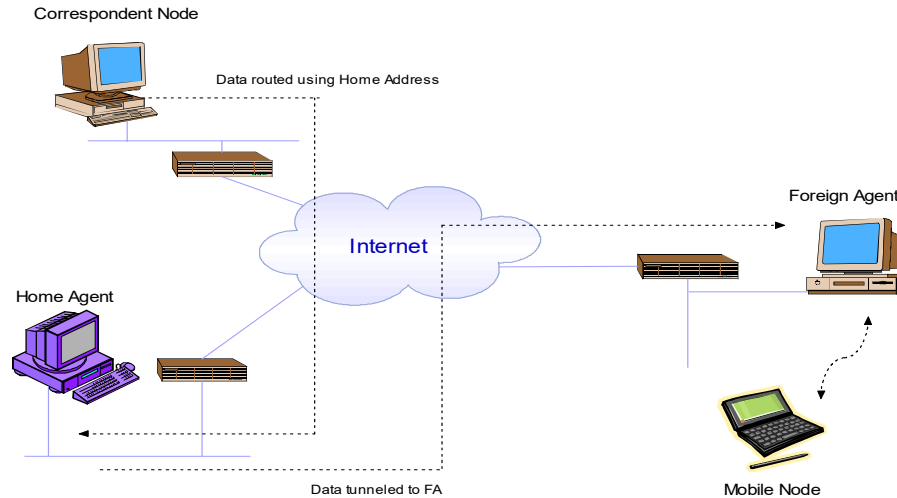 Correspondent Node
Data routed using Home Address
Foreign Agent
Internet
Home Agent
Data tunneled to FA
Mobile Node